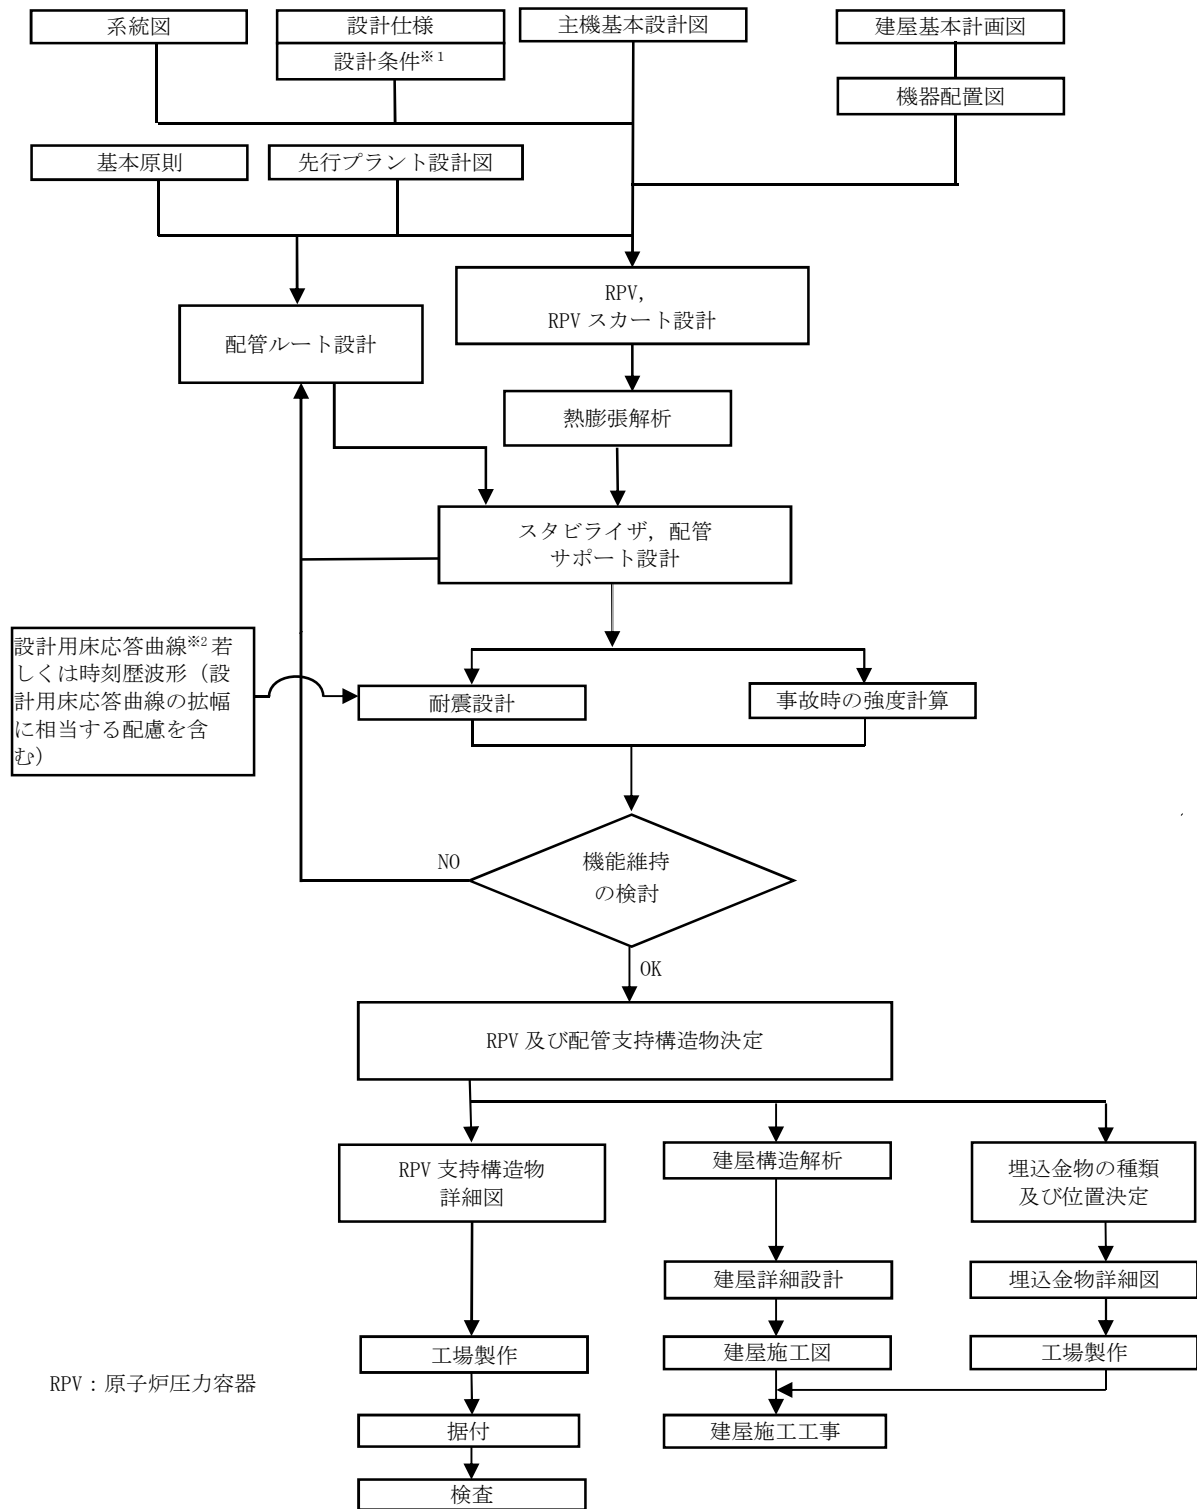 系統図
設計仕様
設計条件※1
主機基本設計図
建屋基本計画図
機器配置図
基本原則
先行プラント設計図
RPV,
RPV スカート設計
配管ルート設計
熱膨張解析
スタビライザ, 配管
サポート設計
設計用床応答曲線※2若
しくは時刻歴波形（設
計用床応答曲線の拡幅
に相当する配慮を含
む）
耐震設計
事故時の強度計算
機能維持
の検討
NO
OK
RPV 及び配管支持構造物決定
RPV 支持構造物
詳細図
建屋構造解析
埋込金物の種類
及び位置決定
建屋詳細設計
埋込金物詳細図
工場製作
建屋施工図
工場製作
RPV：原子炉圧力容器
据付
建屋施工工事
検査